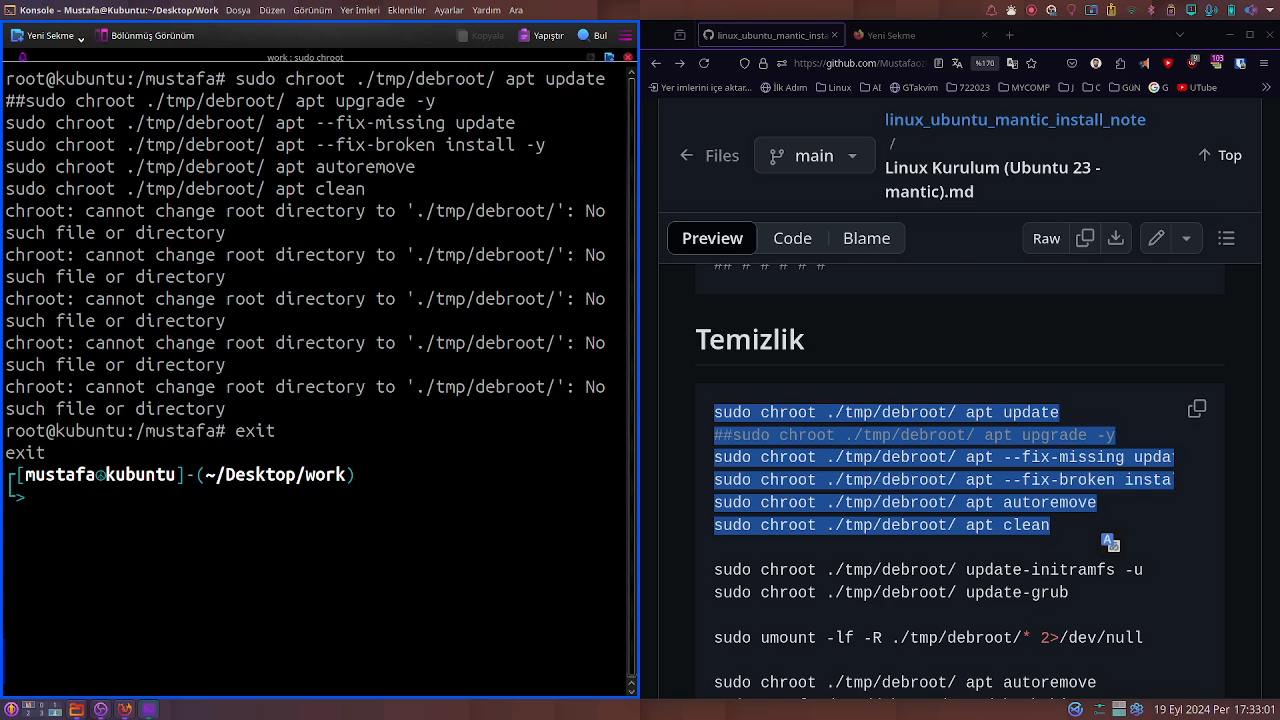 Konsole – Mustafa@Kubuntu:~/Desktop/Work Dosya Düzen Görünüm Yer İmleri Eklentiler Ayarlar Yardım Ara
Yeni Sekme Bölünmüş Görünüm Kopyala Yapıştır Bul
work : sudo chroot
root@kubuntu:/mustafa# sudo chroot ./tmp/debroot/ apt update
##sudo chroot ./tmp/debroot/ apt upgrade -y
sudo chroot ./tmp/debroot/ apt --fix-missing update
sudo chroot ./tmp/debroot/ apt --fix-broken install -y
sudo chroot ./tmp/debroot/ apt autoremove
sudo chroot ./tmp/debroot/ apt clean
chroot: cannot change root directory to './tmp/debroot/': No
such file or directory
chroot: cannot change root directory to './tmp/debroot/': No
such file or directory
chroot: cannot change root directory to './tmp/debroot/': No
such file or directory
chroot: cannot change root directory to './tmp/debroot/': No
such file or directory
chroot: cannot change root directory to './tmp/debroot/': No
such file or directory
root@kubuntu:/mustafa# exit
exit
┌[mustafa☮kubuntu]-(~/Desktop/work)
└>
linux_ubuntu_mantic_insta Yeni Sekme
https://github.com/Mustafaoz %170 9 103
Yer imlerini içe aktar... İlk Adım Linux AI GTakvim 722023 MYCOMP J C GüN G UTube
Files
main
linux_ubuntu_mantic_install_note
/
Linux Kurulum (Ubuntu 23 -
mantic).md
Top
Preview Code Blame Raw
## # # # # #
Temizlik
sudo chroot ./tmp/debroot/ apt update
##sudo chroot ./tmp/debroot/ apt upgrade -y
sudo chroot ./tmp/debroot/ apt --fix-missing upda
sudo chroot ./tmp/debroot/ apt --fix-broken insta
sudo chroot ./tmp/debroot/ apt autoremove
sudo chroot ./tmp/debroot/ apt clean
sudo chroot ./tmp/debroot/ update-initramfs -u
sudo chroot ./tmp/debroot/ update-grub
sudo umount -lf -R ./tmp/debroot/* 2>/dev/null
sudo chroot ./tmp/debroot/ apt autoremove
19 Eyl 2024 Per 17:33:01